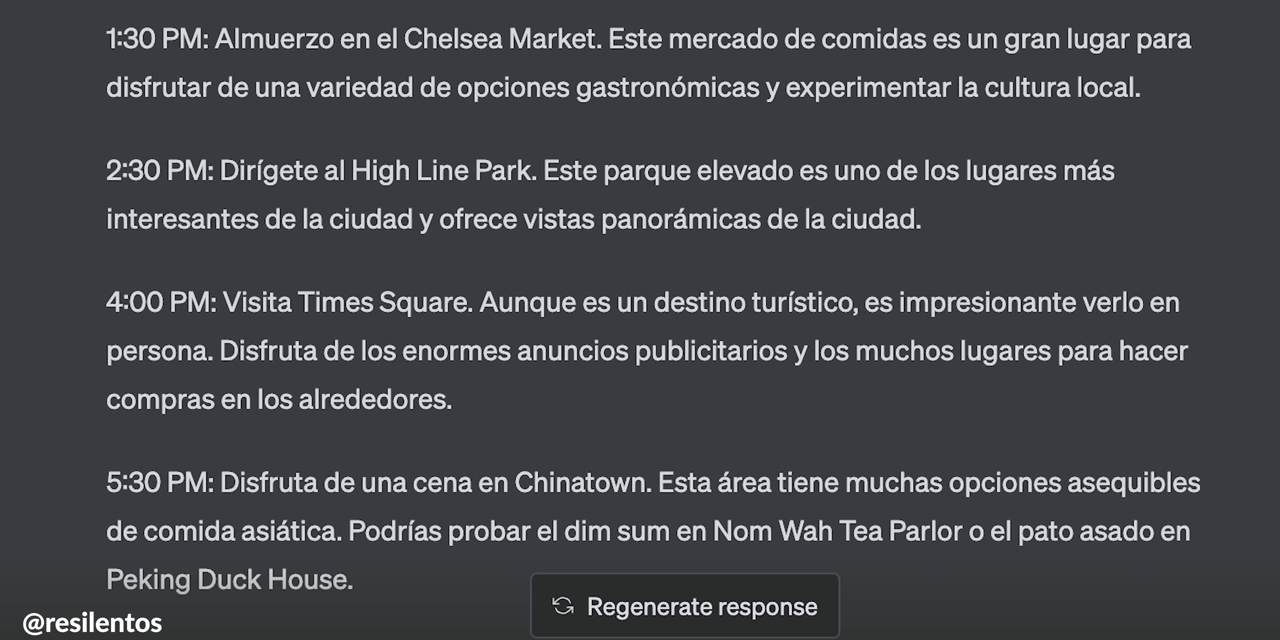 1:30 PM: Almuerzo en el Chelsea Market. Este mercado de comidas es un gran lugar para
disfrutar de una variedad de opciones gastronómicas y experimentar la cultura local.
2:30 PM: Dirígete al High Line Park. Este parque elevado es uno de los lugares más
interesantes de la ciudad y ofrece vistas panorámicas de la ciudad.
4:00 PM: Visita Times Square. Aunque es un destino turístico, es impresionante verlo en
persona. Disfruta de los enormes anuncios publicitarios y los muchos lugares para hacer
compras en los alrededores.
5:30 PM: Disfruta de una cena en Chinatown. Esta área tiene muchas opciones asequibles
de comida asiática. Podrías probar el dim sum en Nom Wah Tea Parlor o el pato asado en
Peking Duck House.
Regenerate response
@resilentos